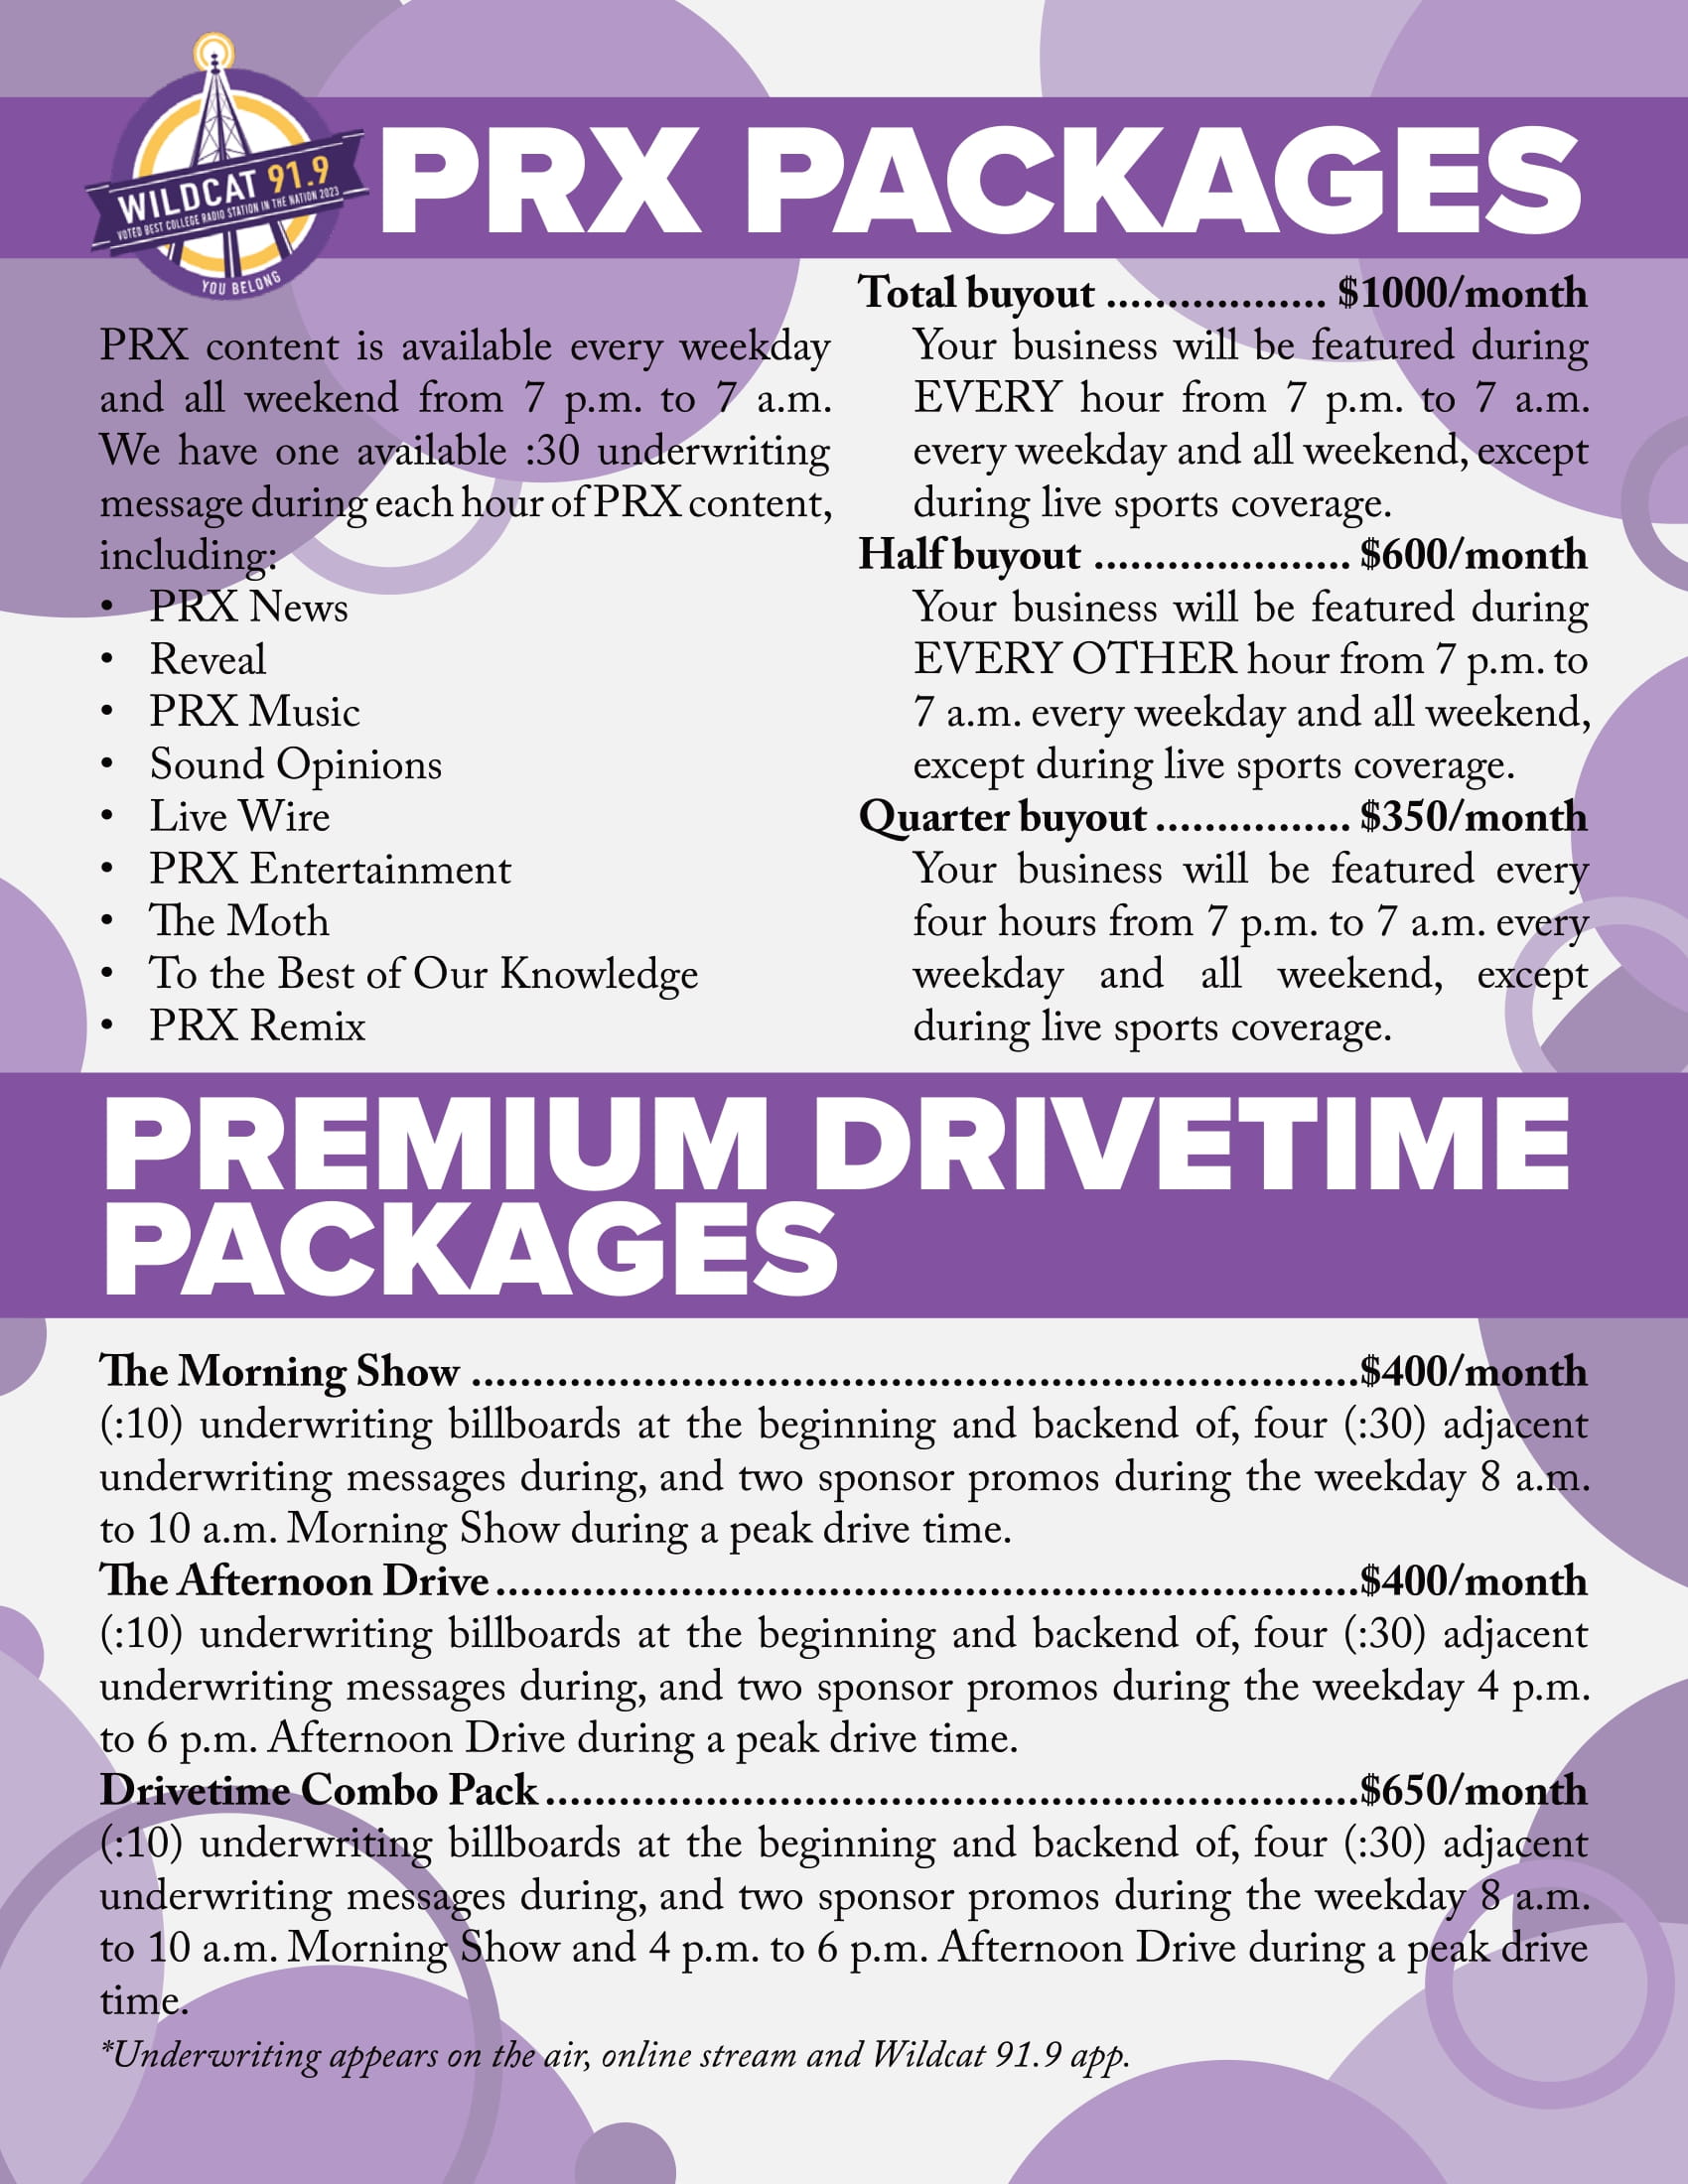 WILDCAT 91.9
VOTED BEST COLLEGE RADIO STATION IN THE NATION 2023
YOU BELONG
PRX PACKAGES
PRX content is available every weekday
and all weekend from 7 p.m. to 7 a.m.
We have one available :30 underwriting
message during each hour of PRX content,
including:
• PRX News
• Reveal
• PRX Music
• Sound Opinions
• Live Wire
• PRX Entertainment
• The Moth
• To the Best of Our Knowledge
• PRX Remix
Total buyout .................. $1000/month
Your business will be featured during
EVERY hour from 7 p.m. to 7 a.m.
every weekday and all weekend, except
during live sports coverage.
Half buyout ..................... $600/month
Your business will be featured during
EVERY OTHER hour from 7 p.m. to
7 a.m. every weekday and all weekend,
except during live sports coverage.
Quarter buyout ................ $350/month
Your business will be featured every
four hours from 7 p.m. to 7 a.m. every
weekday and all weekend, except
during live sports coverage.
PREMIUM DRIVETIME
PACKAGES
The Morning Show ........................................................................$400/month
(:10) underwriting billboards at the beginning and backend of, four (:30) adjacent
underwriting messages during, and two sponsor promos during the weekday 8 a.m.
to 10 a.m. Morning Show during a peak drive time.
The Afternoon Drive......................................................................$400/month
(:10) underwriting billboards at the beginning and backend of, four (:30) adjacent
underwriting messages during, and two sponsor promos during the weekday 4 p.m.
to 6 p.m. Afternoon Drive during a peak drive time.
Drivetime Combo Pack..................................................................$650/month
(:10) underwriting billboards at the beginning and backend of, four (:30) adjacent
underwriting messages during, and two sponsor promos during the weekday 8 a.m.
to 10 a.m. Morning Show and 4 p.m. to 6 p.m. Afternoon Drive during a peak drive
time.
*Underwriting appears on the air, online stream and Wildcat 91.9 app.